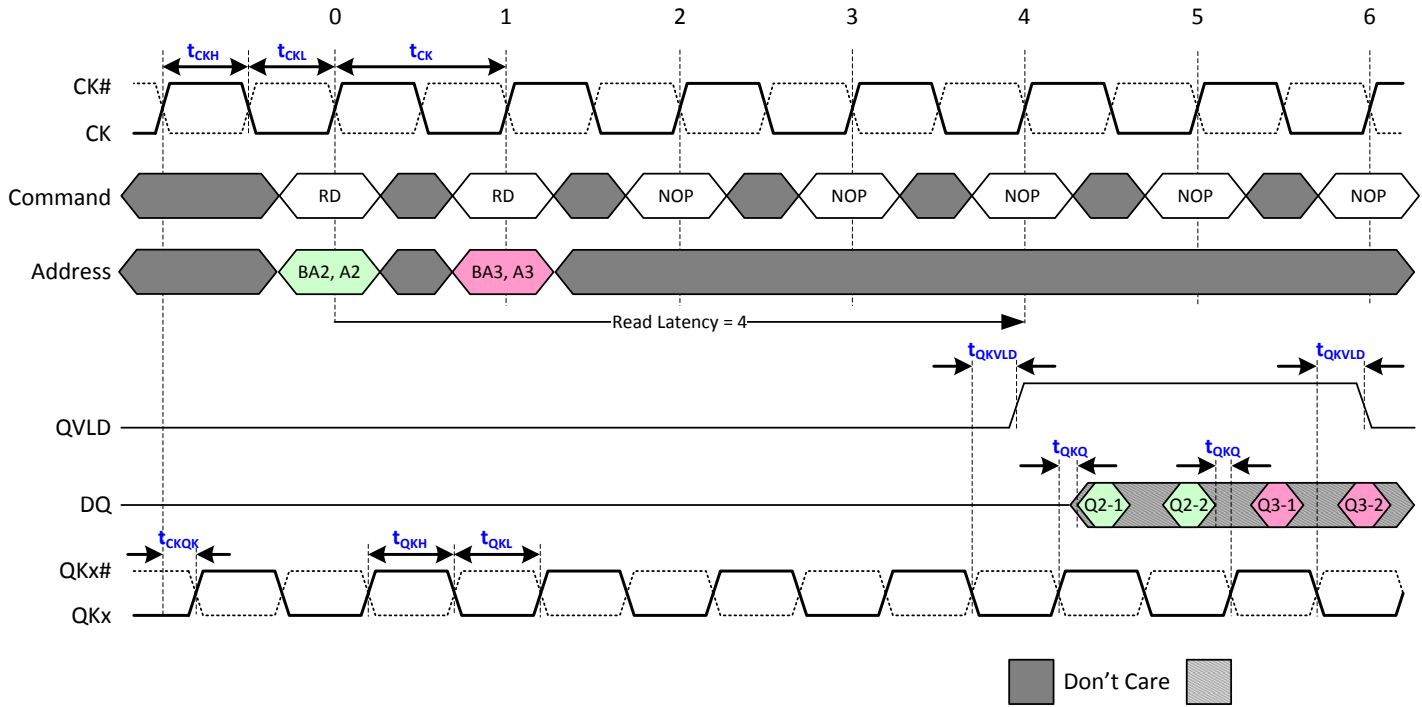 0 1 2 3 4 5 6
tCKH tCKL tCK
CK#
CK
Command RD RD NOP NOP NOP NOP NOP
Address BA2, A2 BA3, A3
Read Latency = 4
tQKVLD tQKVLD
QVLD
tQKQ tQKQ
DQ Q2-1 Q2-2 Q3-1 Q3-2
tCKQK tQKH tQKL
QKx#
QKx
Don't Care